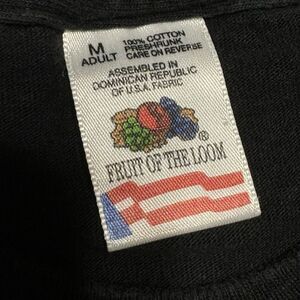 M
ADULT
100% COTTON
PRESHRUNK
CARE ON REVERSE
ASSEMBLED IN
DOMINICAN REPUBLIC
OF U.S.A. FABRIC
®
FRUIT OF THE LOOM